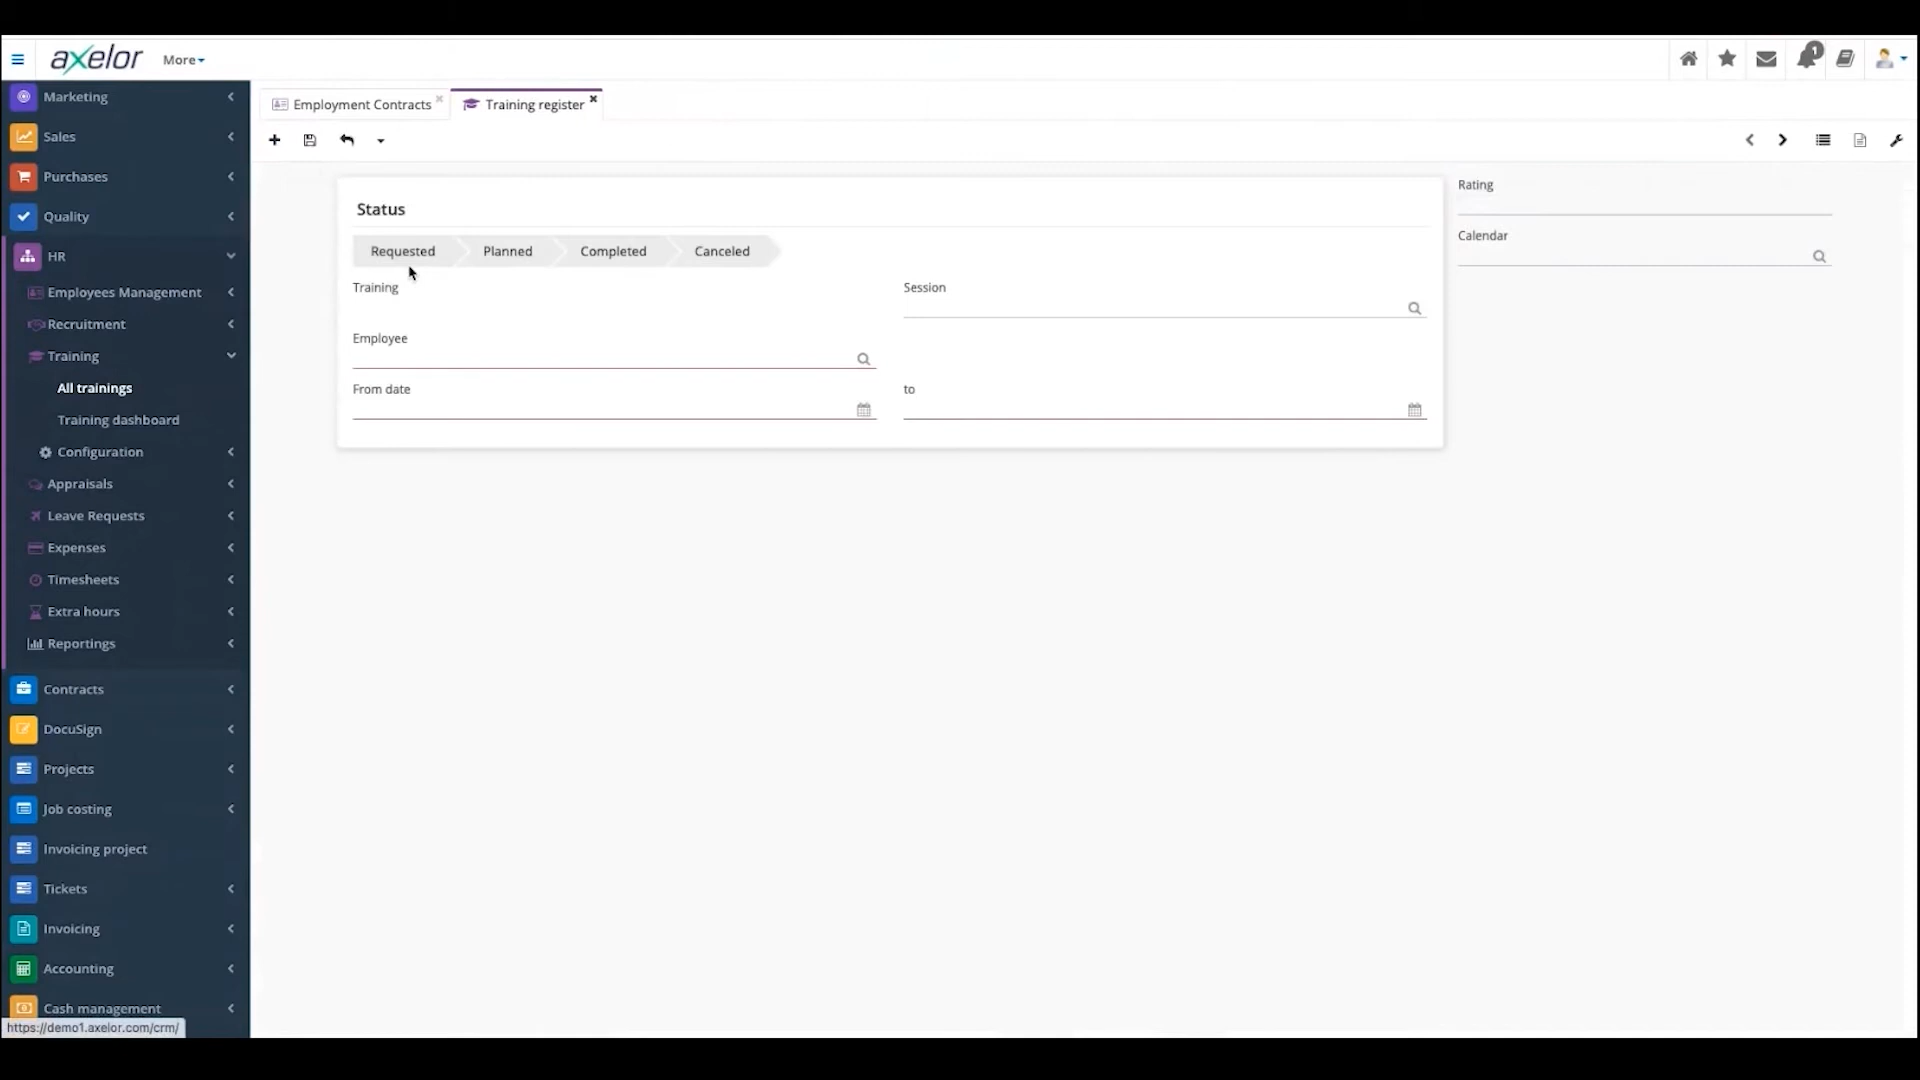 axelor More
1
Marketing
Sales
Purchases
Quality
HR
Employees Management
Recruitment
Training
All trainings
Training dashboard
Configuration
Appraisals
Leave Requests
Expenses
Timesheets
Extra hours
Reportings
Contracts
DocuSign
Projects
Job costing
Invoicing project
Tickets
Invoicing
Accounting
Cash management
https://demo1.axelor.com/crm/
Employment Contracts Training register
Status
Requested Planned Completed Canceled
Training Session
Employee
From date to
Rating
Calendar